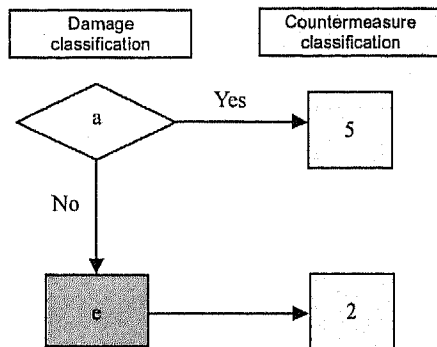 Damage
classification
Countermeasure
classification
a
Yes
5
No
e
2